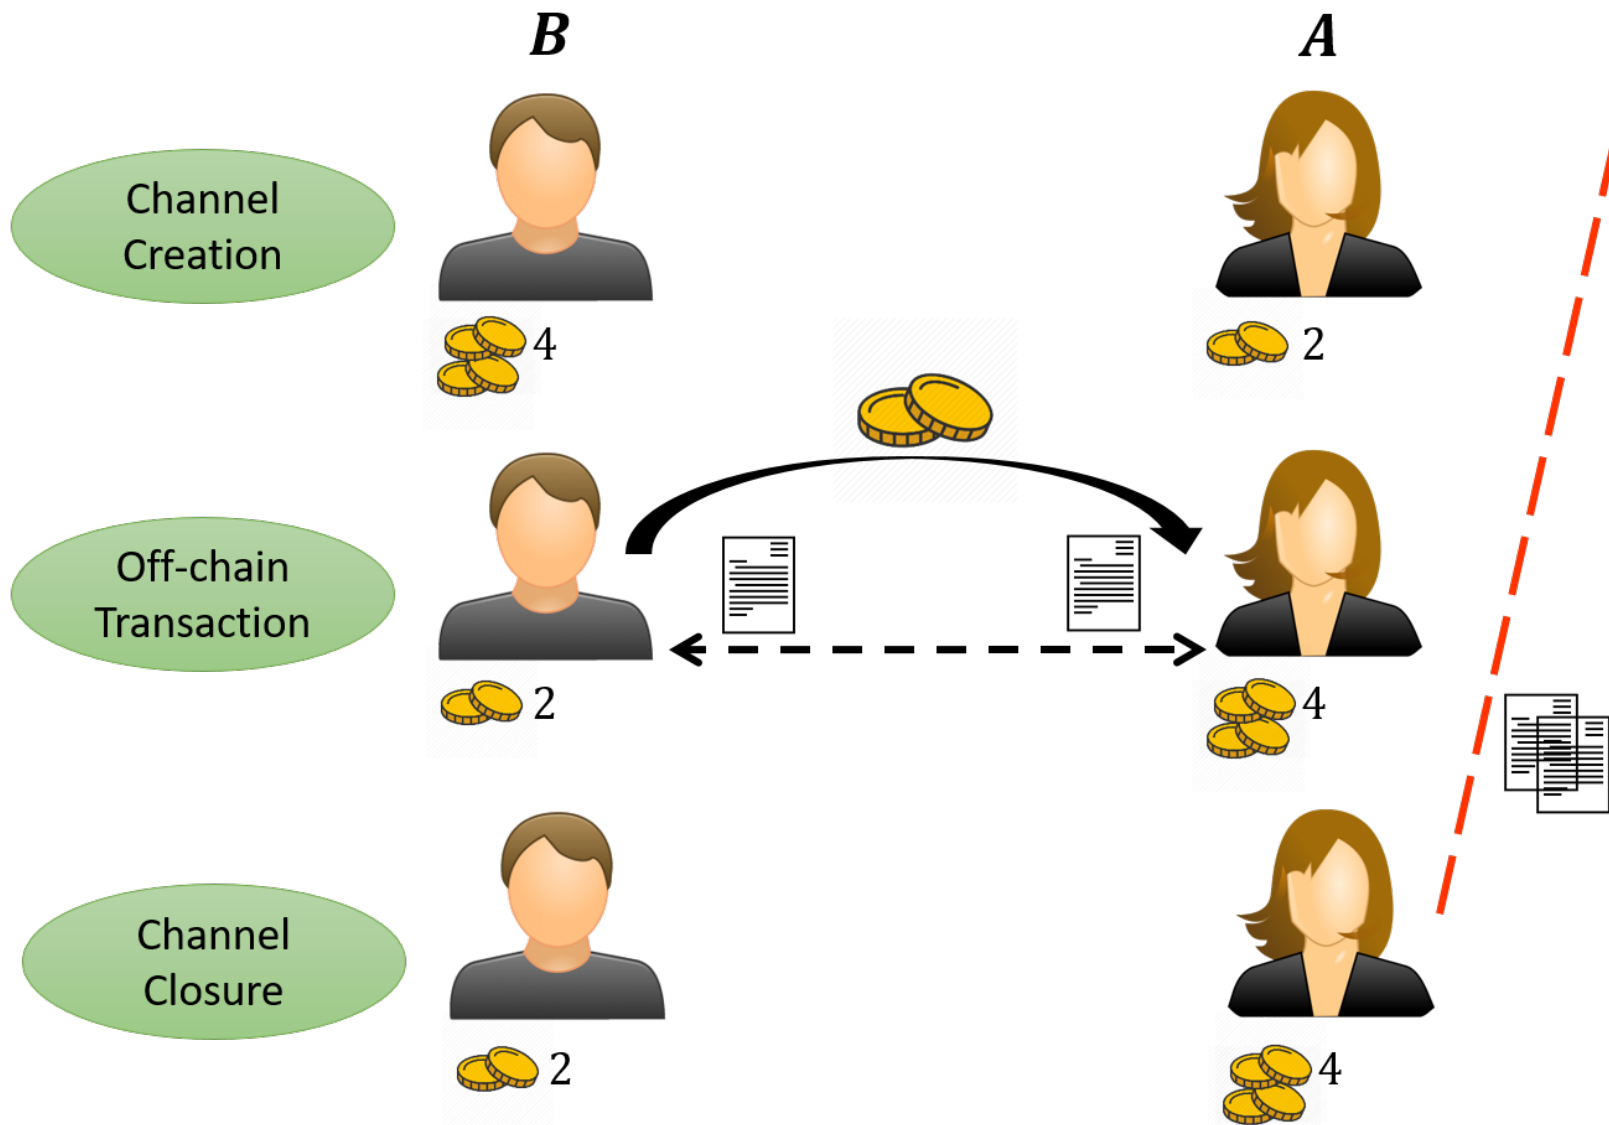 B A
Channel
Creation
4 2
Off-chain
Transaction
2 4
Channel
Closure
2 4